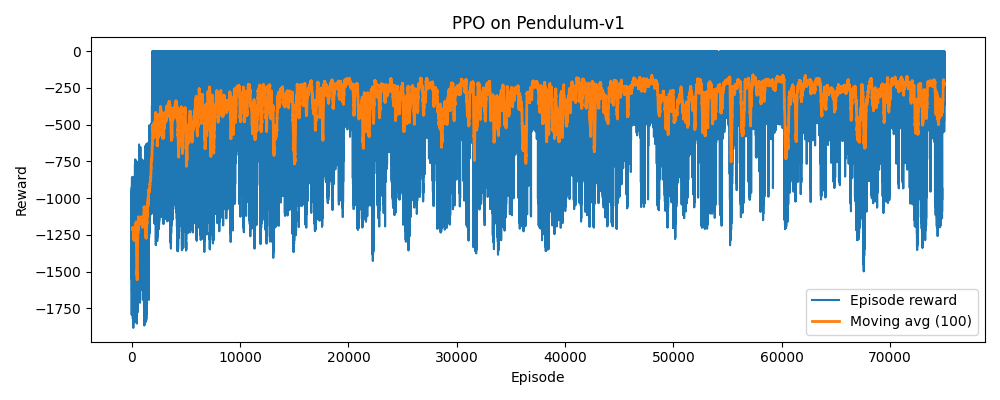 PPO on Pendulum-v1
0
−250
−500
−750
−1000
−1250
−1500
−1750
Reward
Episode reward
Moving avg (100)
0 10000 20000 30000 40000 50000 60000 70000
Episode